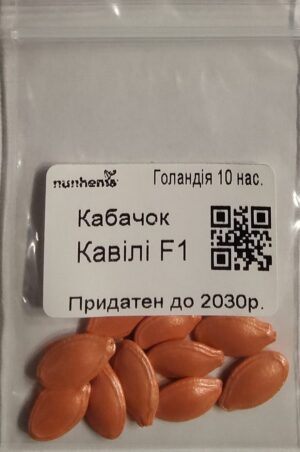 nunhems Голандія 10 нас.
Кабачок
Кавілі F1
Придатен до 2030р.